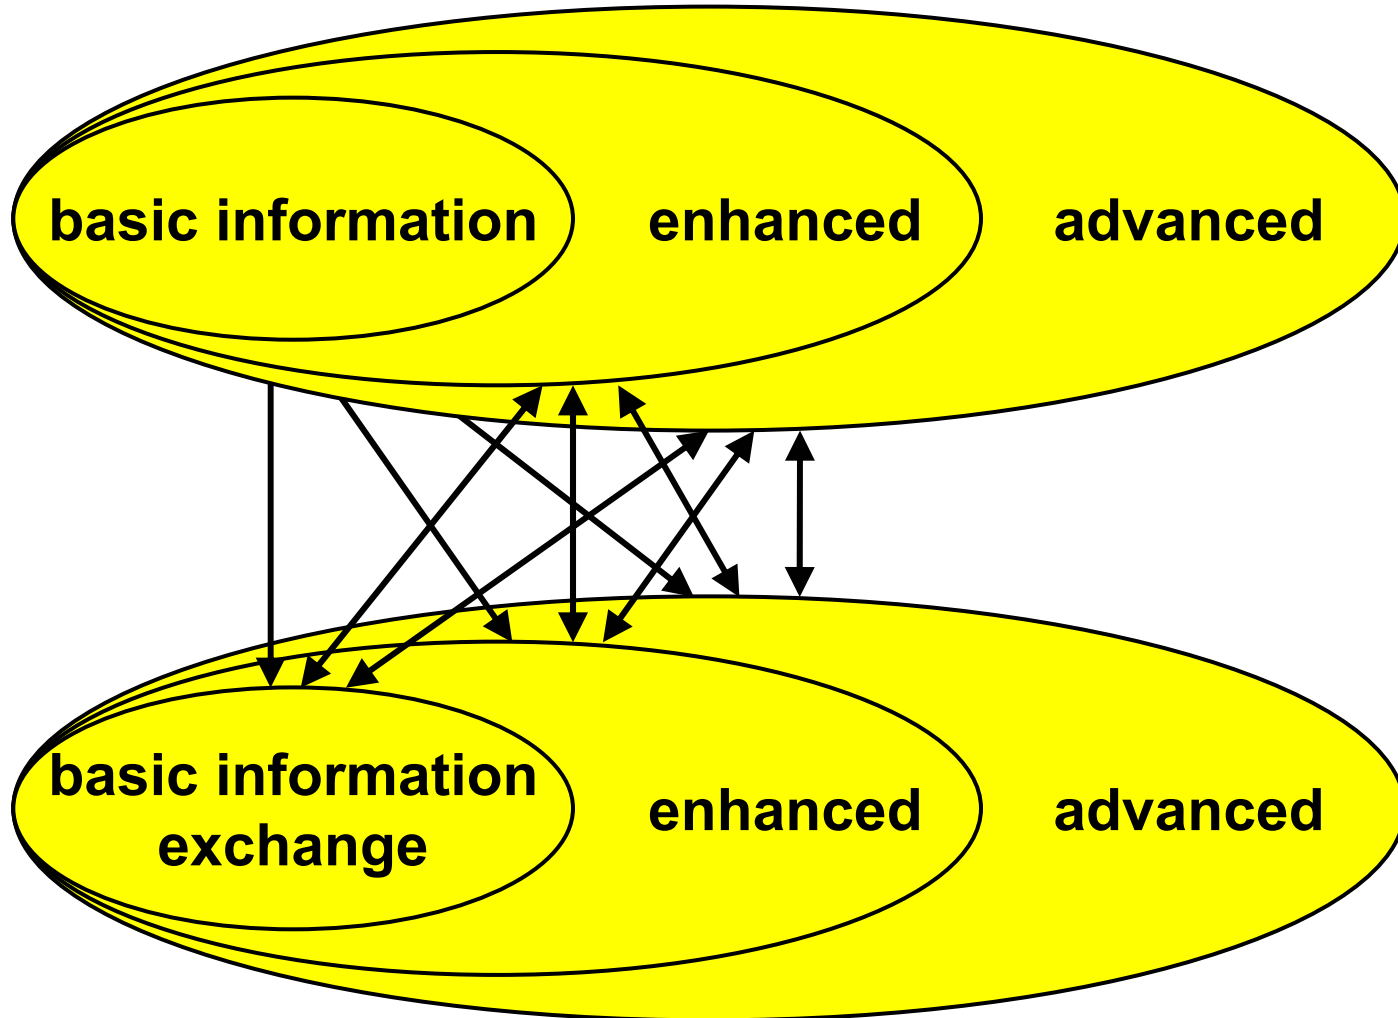 basic information enhanced advanced
basic information
exchange
enhanced advanced